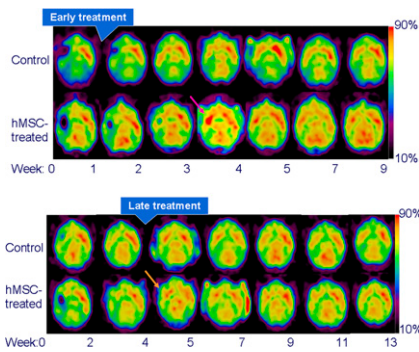 Early treatment
90%
Control
hMSC-
treated
10%
Week: 0 1 2 3 4 5 7 9
Late treatment
90%
Control
hMSC-
treated
10%
Week: 0 2 4 5 7 9 11 13